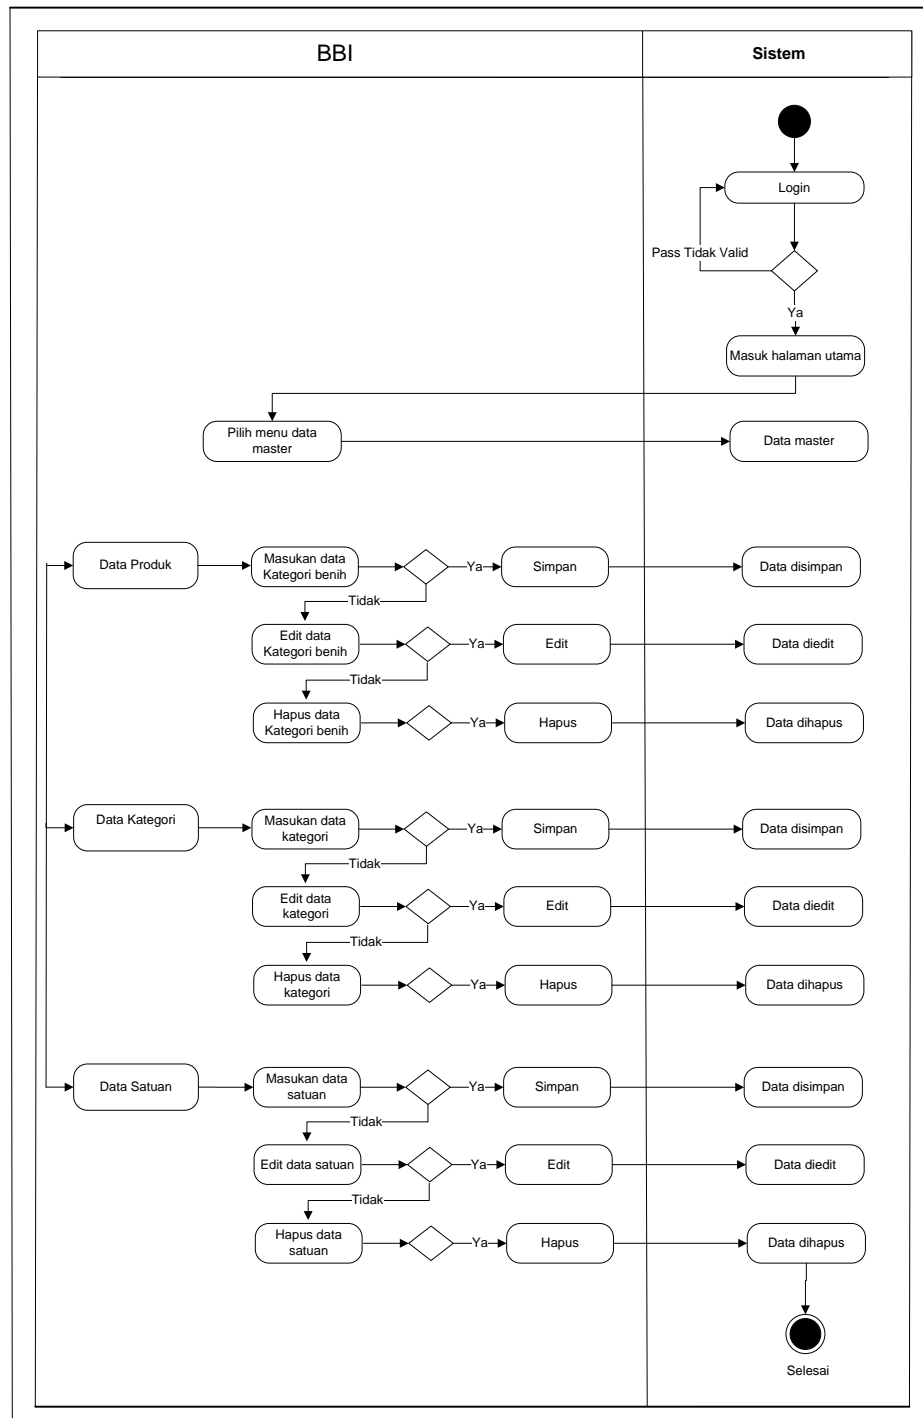 BBI
Sistem
Login
Pass Tidak Valid
Ya
Masuk halaman utama
Pilih menu data
master
Data master
Data Produk
Masukan data
Kategori benih
Ya
Simpan
Data disimpan
Tidak
Edit data
Kategori benih
Ya
Edit
Data diedit
Tidak
Hapus data
Kategori benih
Ya
Hapus
Data dihapus
Data Kategori
Masukan data
kategori
Ya
Simpan
Data disimpan
Tidak
Edit data
kategori
Ya
Edit
Data diedit
Tidak
Hapus data
kategori
Ya
Hapus
Data dihapus
Data Satuan
Masukan data
satuan
Ya
Simpan
Data disimpan
Tidak
Edit data satuan
Ya
Edit
Data diedit
Tidak
Hapus data
satuan
Ya
Hapus
Data dihapus
Selesai